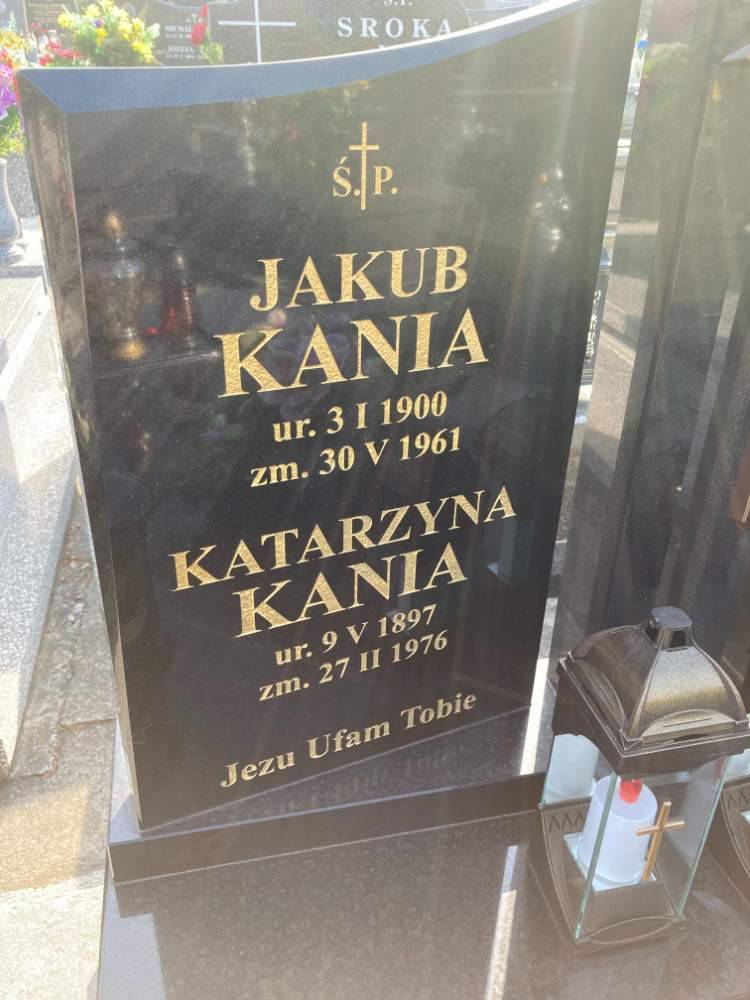 SROKA
Ś.P.
JAKUB
KANIA
ur. 3 I 1900
zm. 30 V 1961
KATARZYNA
KANIA
ur. 9 V 1897
zm. 27 II 1976
Jezu Ufam Tobie